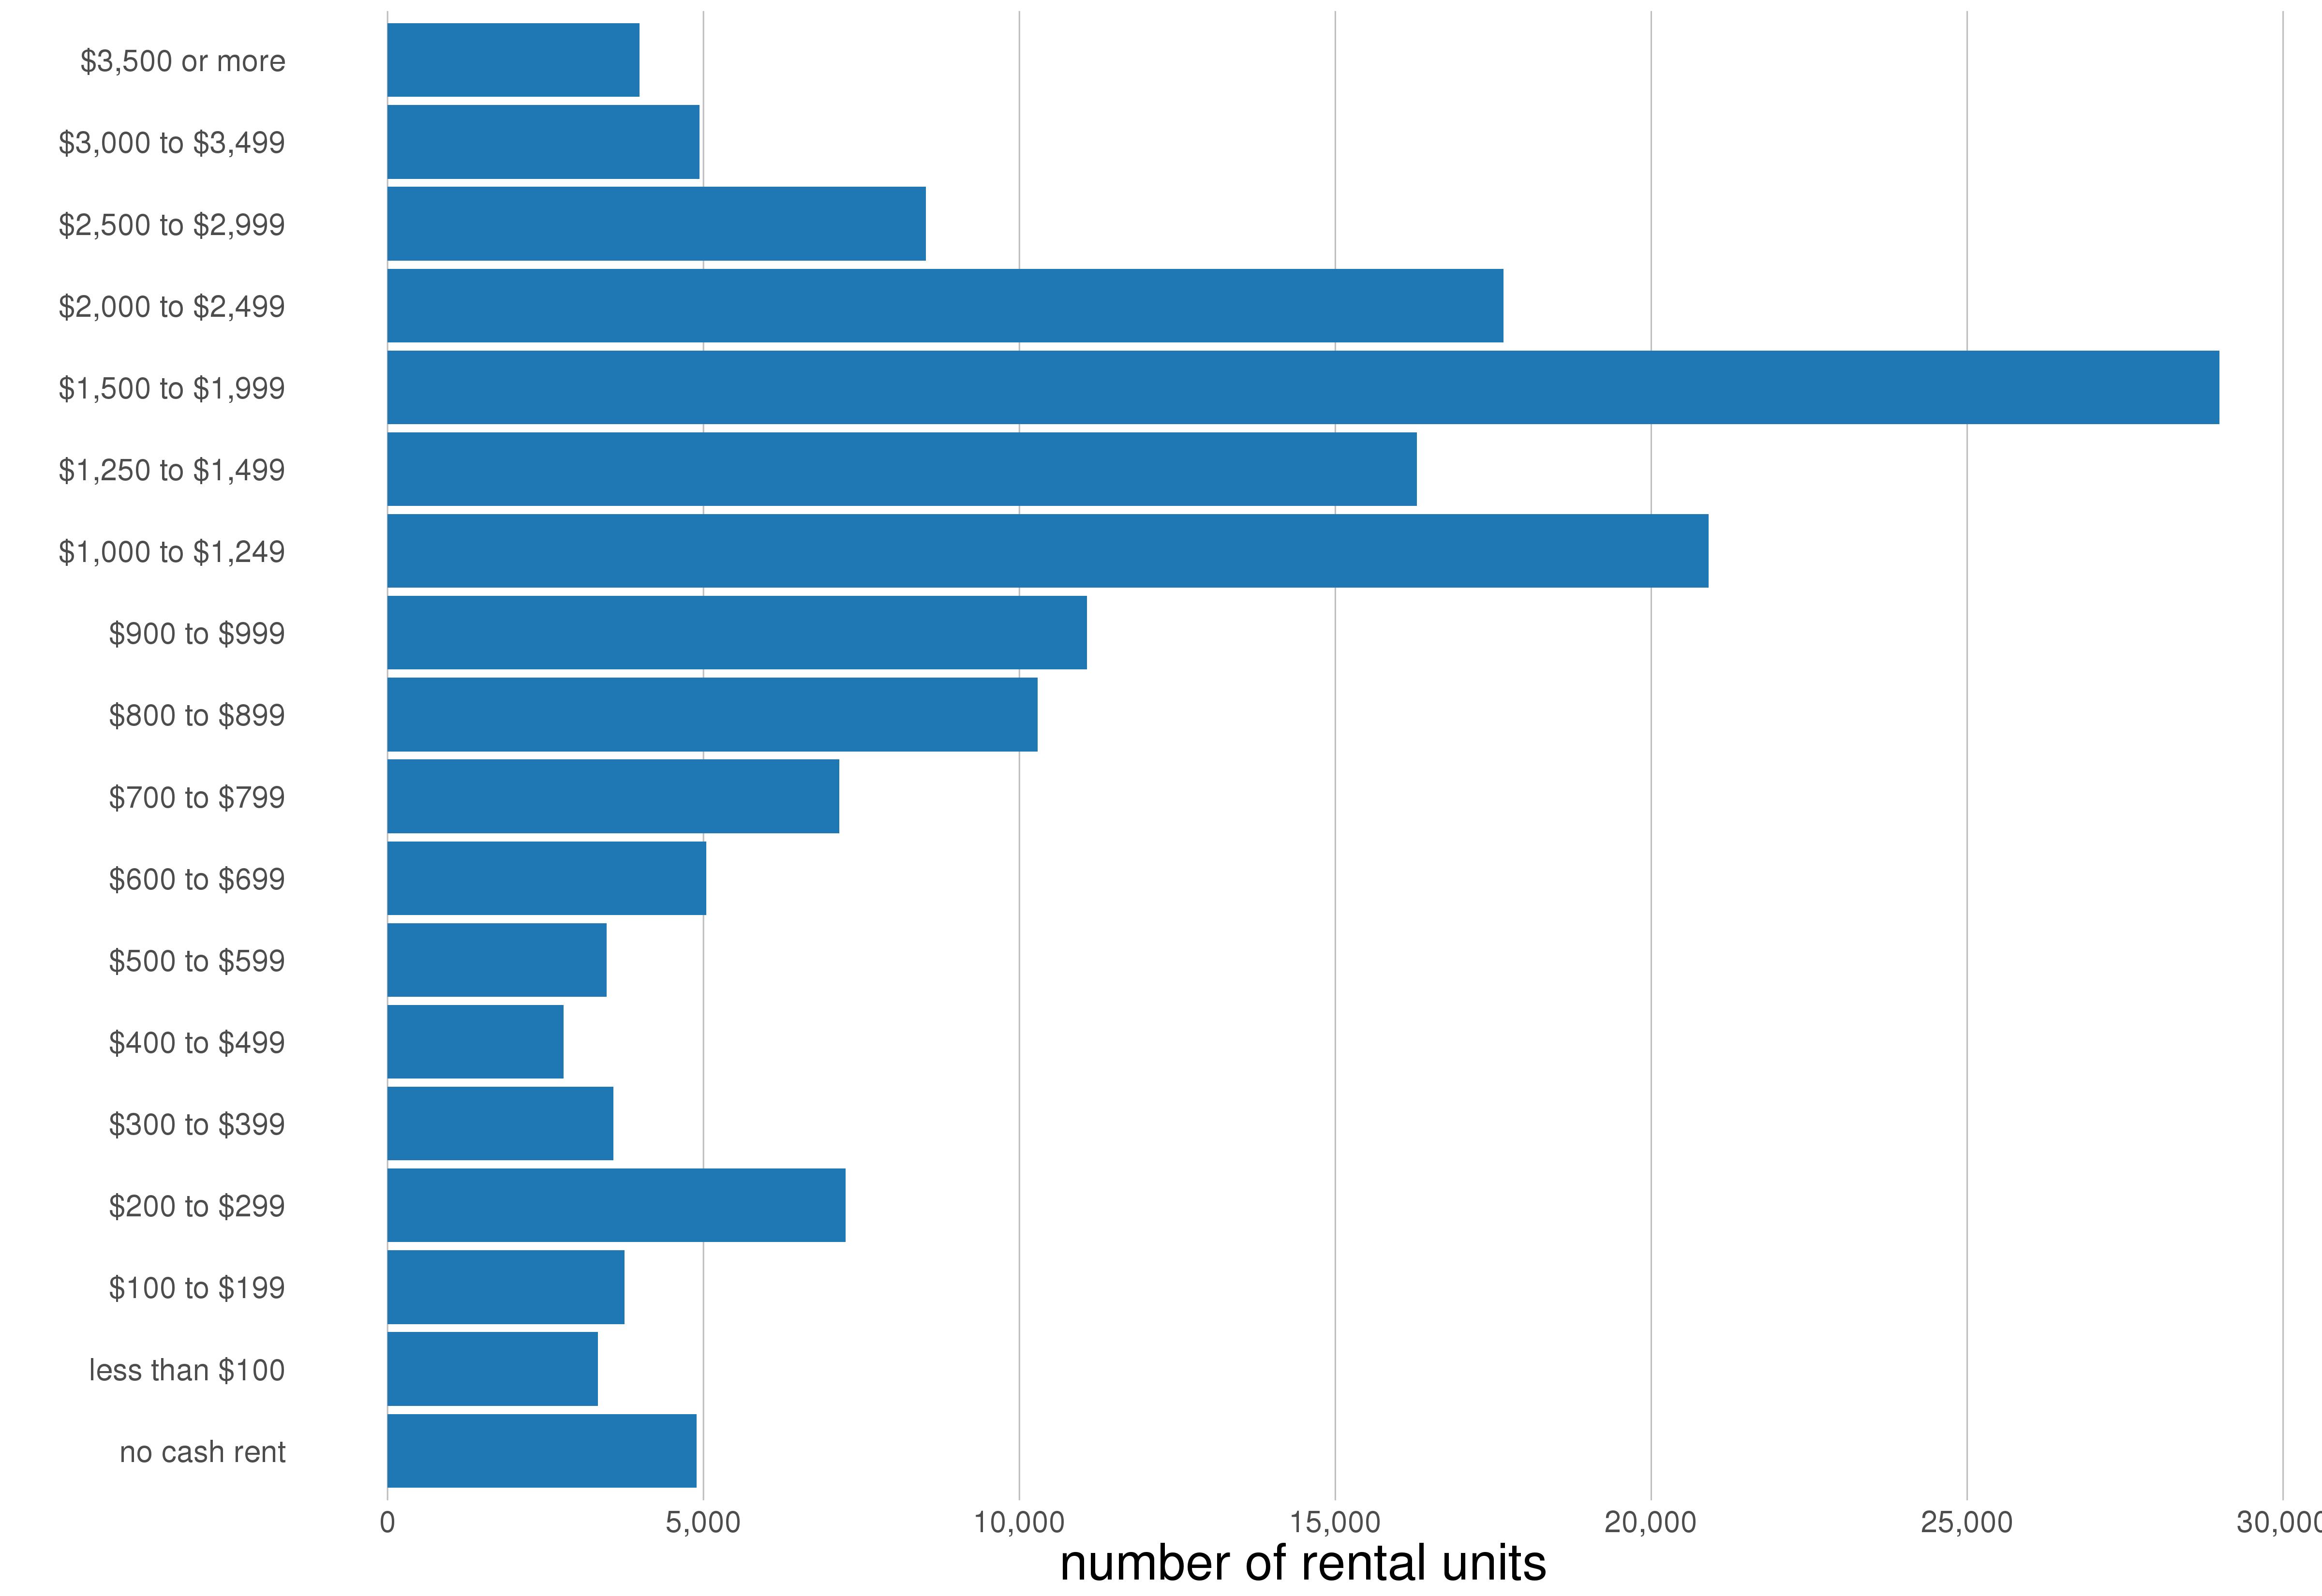 $3,500 or more
$3,000 to $3,499
$2,500 to $2,999
$2,000 to $2,499
$1,500 to $1,999
$1,250 to $1,499
$1,000 to $1,249
$900 to $999
$800 to $899
$700 to $799
$600 to $699
$500 to $599
$400 to $499
$300 to $399
$200 to $299
$100 to $199
less than $100
no cash rent
0 5,000 10,000 15,000 20,000 25,000 30,000
number of rental units